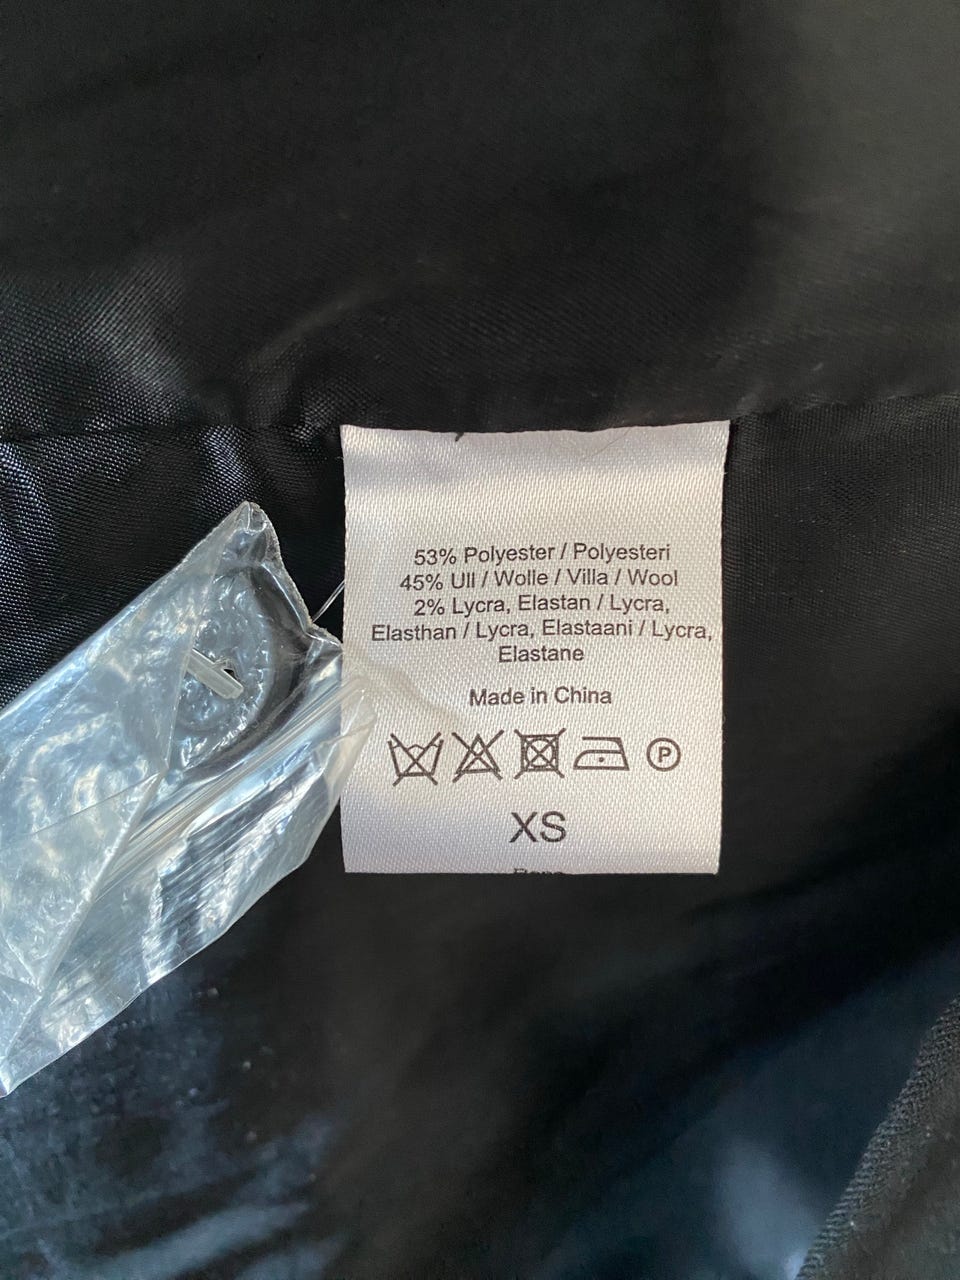 53% Polyester / Polyesteri
45% Ull / Wolle / Villa / Wool
2% Lycra, Elastan / Lycra,
Elasthan / Lycra, Elastaani / Lycra,
Elastane
Made in China
P
XS